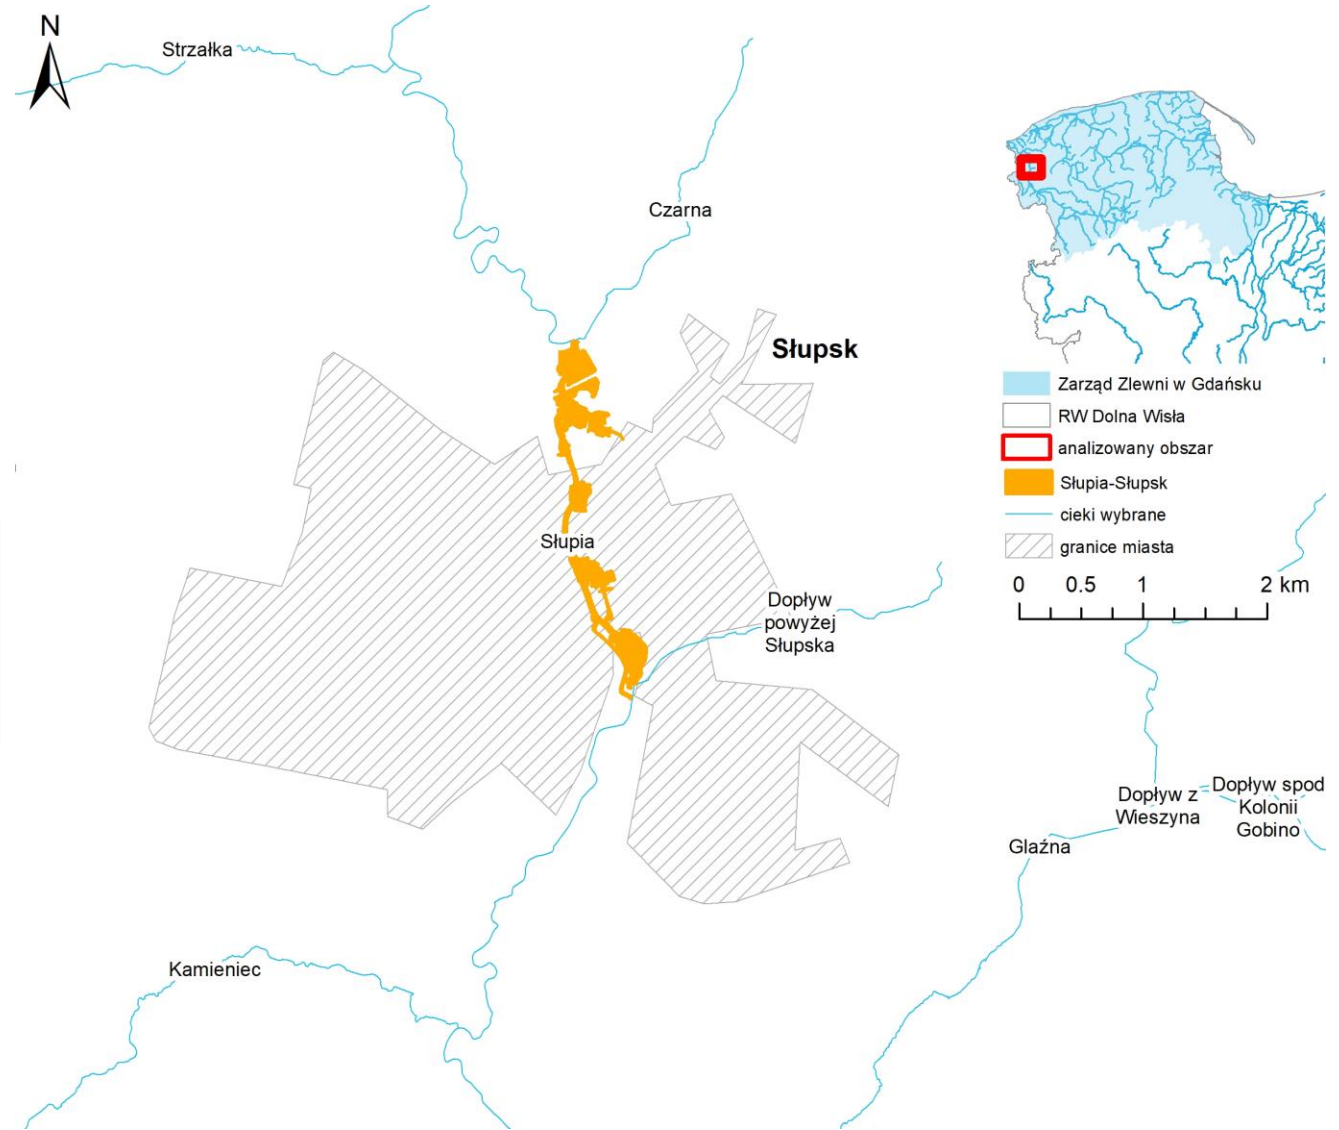 N
Strzałka
Czarna
Słupsk
Słupia
Dopływ
powyżej
Słupska
Kamieniec
Glaźna
Dopływ z
Wieszyna
Dopływ spod
Kolonii
Gobino
Zarząd Zlewni w Gdańsku
RW Dolna Wisła
analizowany obszar
Słupia-Słupsk
cieki wybrane
granice miasta
0 0.5 1 2 km